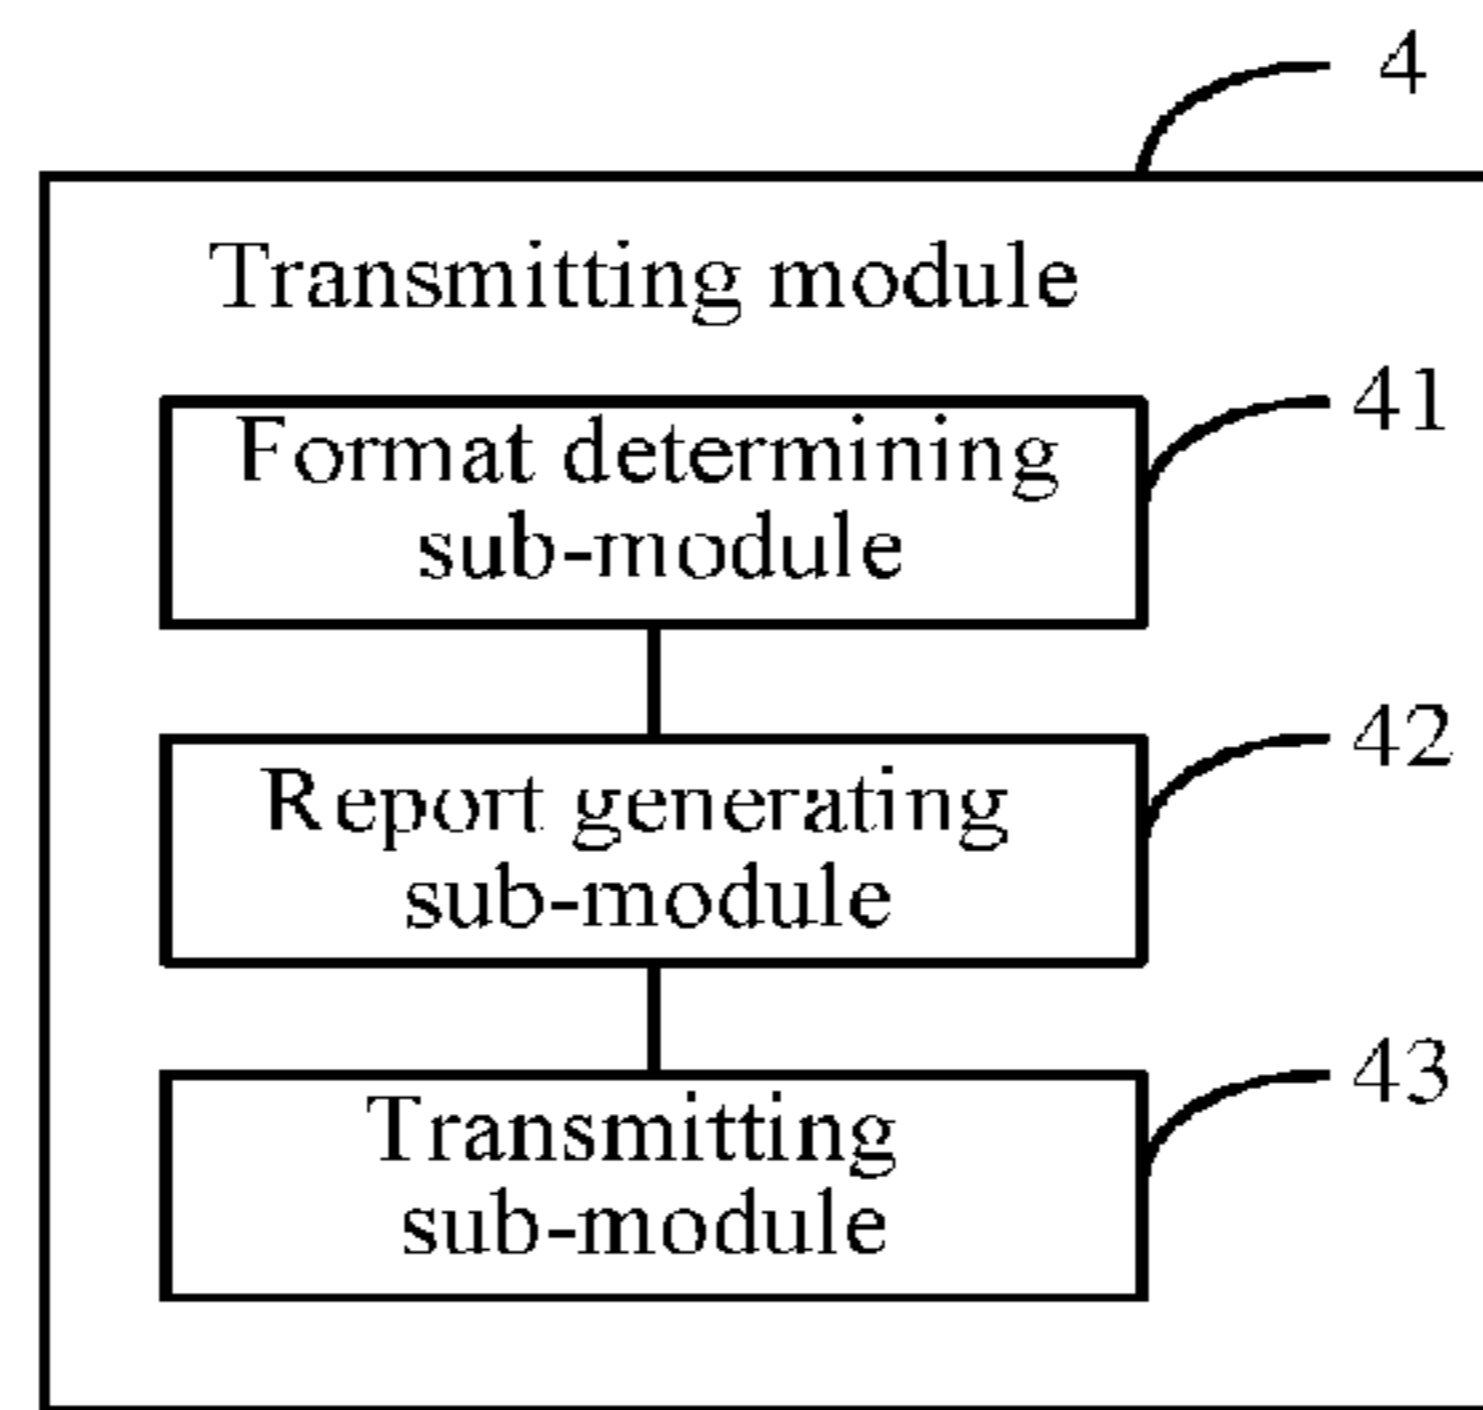 4
Transmitting module
41
Format determining
sub-module
42
Report generating
sub-module
43
Transmitting
sub-module